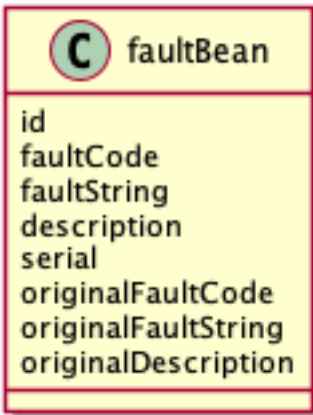 C faultBean
id
faultCode
faultString
description
serial
originalFaultCode
originalFaultString
originalDescription